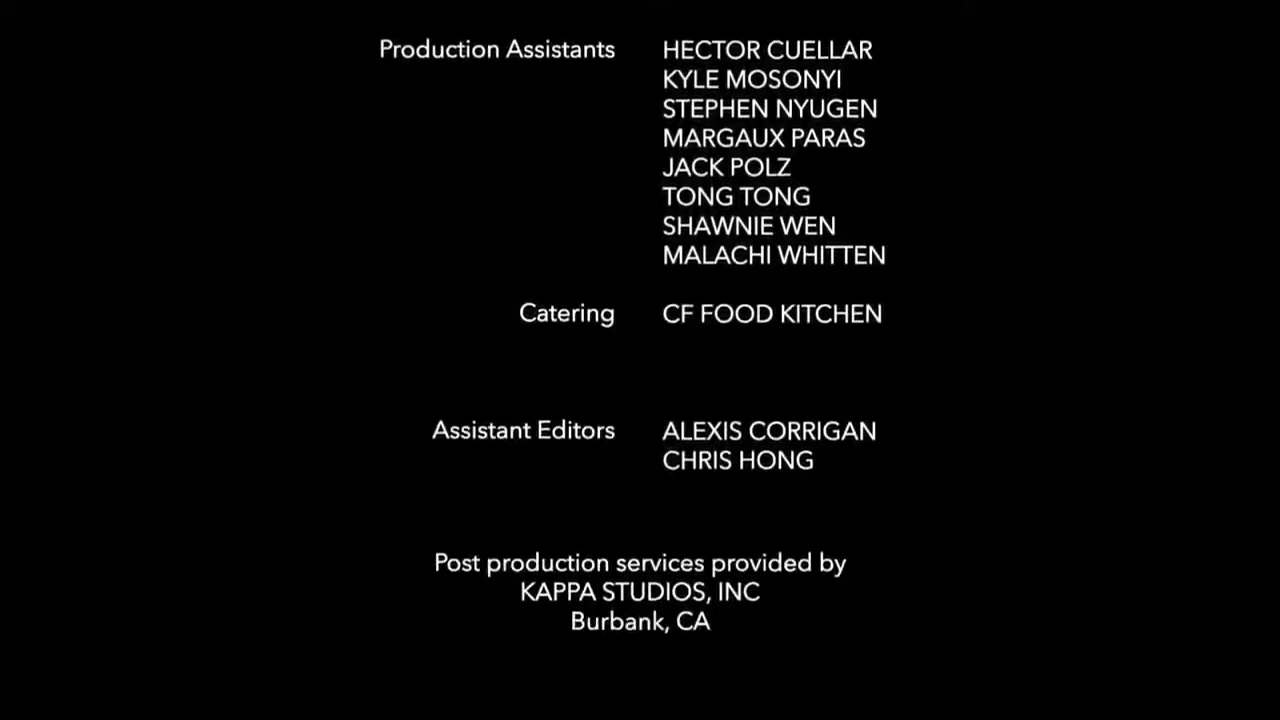 Production Assistants HECTOR CUELLAR
KYLE MOSONYI
STEPHEN NYUGEN
MARGAUX PARAS
JACK POLZ
TONG TONG
SHAWNIE WEN
MALACHI WHITTEN
Catering CF FOOD KITCHEN
Assistant Editors ALEXIS CORRIGAN
CHRIS HONG
Post production services provided by
KAPPA STUDIOS, INC
Burbank, CA